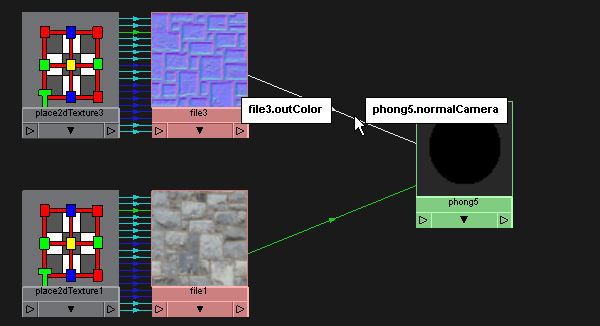 file3.outColor
phong5.normalCamera
place2dTexture3
file3
phong5
place2dTexture1
file1